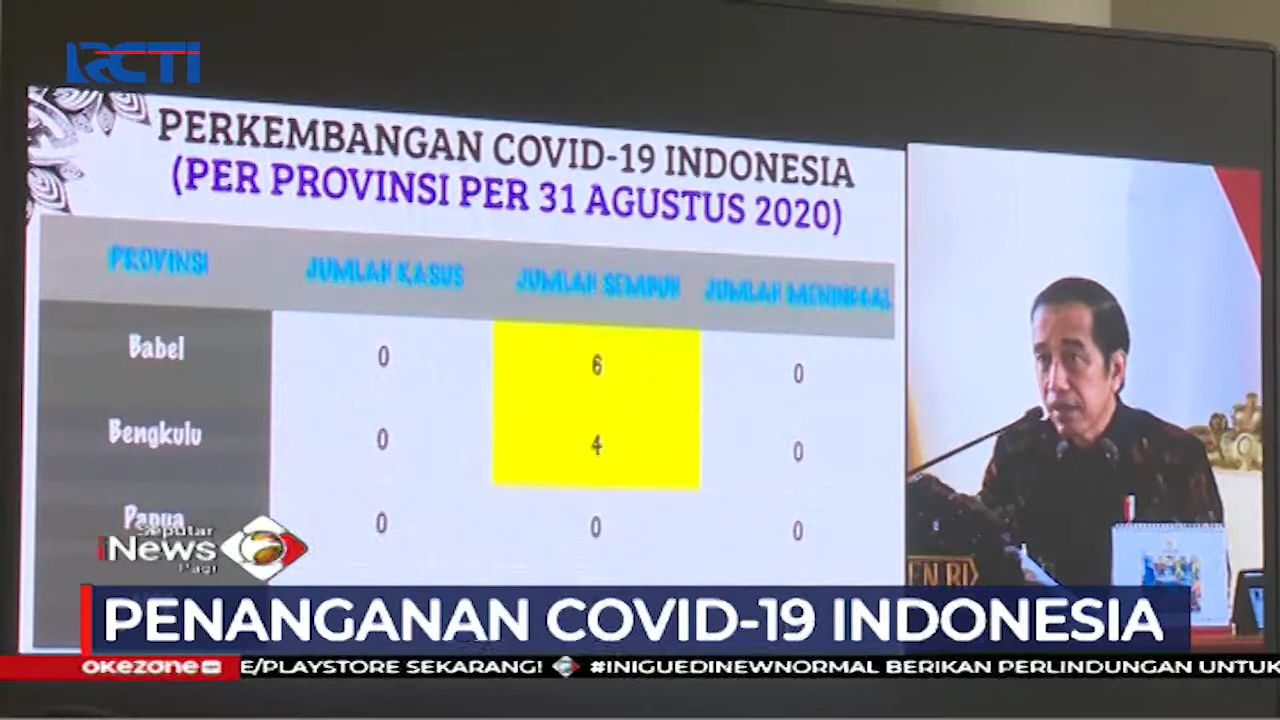 RCTI
PERKEMBANGAN COVID-19 INDONESIA
(PER PROVINSI PER 31 AGUSTUS 2020)
PROVINSI JUMLAH KASUS JUMLAH SEMBUH JUMLAH MENINGGAL
Babel 0 6 0
Bengkulu 0 4 0
Papua 0 0 0
Seputar
iNews
Pagi
EN RI
PENANGANAN COVID-19 INDONESIA
OKEZONE E/PLAYSTORE SEKARANG! #INIGUEDINEWNORMAL BERIKAN PERLINDUNGAN UNTUK